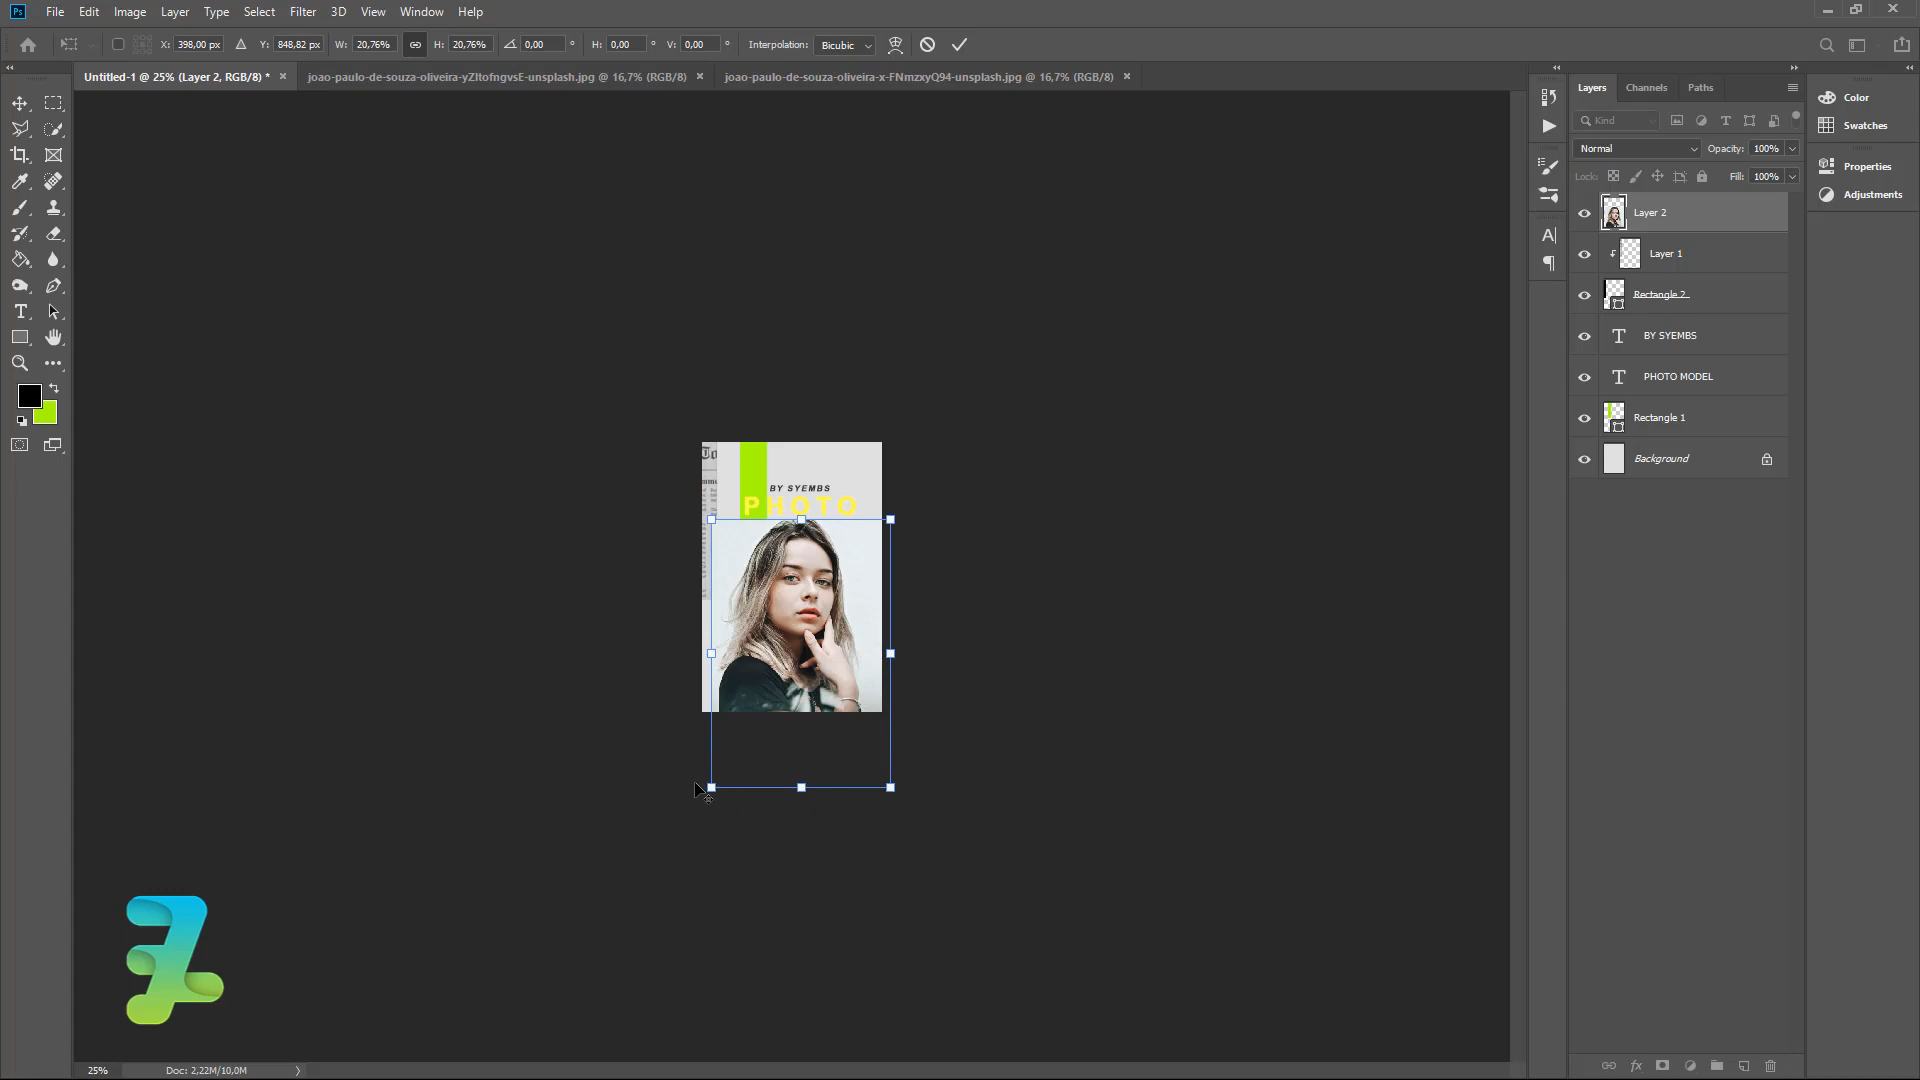 Ps File Edit Image Layer Type Select Filter 3D View Window Help
X: 398,00 px Y: 848,82 px W: 20,76% H: 20,76% 0,00 ° H: 0,00 ° V: 0,00 ° Interpolation: Bicubic
Untitled-1 @ 25% (Layer 2, RGB/8) * × joao-paulo-de-souza-oliveira-yZltofngvsE-unsplash.jpg @ 16,7% (RGB/8) × joao-paulo-de-souza-oliveira-x-FNmzxyQ94-unsplash.jpg @ 16,7% (RGB/8) ×
Layers Channels Paths
Kind
Normal Opacity: 100%
Lock: Fill: 100%
Layer 2
Layer 1
Rectangle 2
BY SYEMBS
PHOTO MODEL
Rectangle 1
Background
Color
Swatches
Properties
Adjustments
To
BY SYEMBS
PHOTO
25% Doc: 2,22M/10,0M